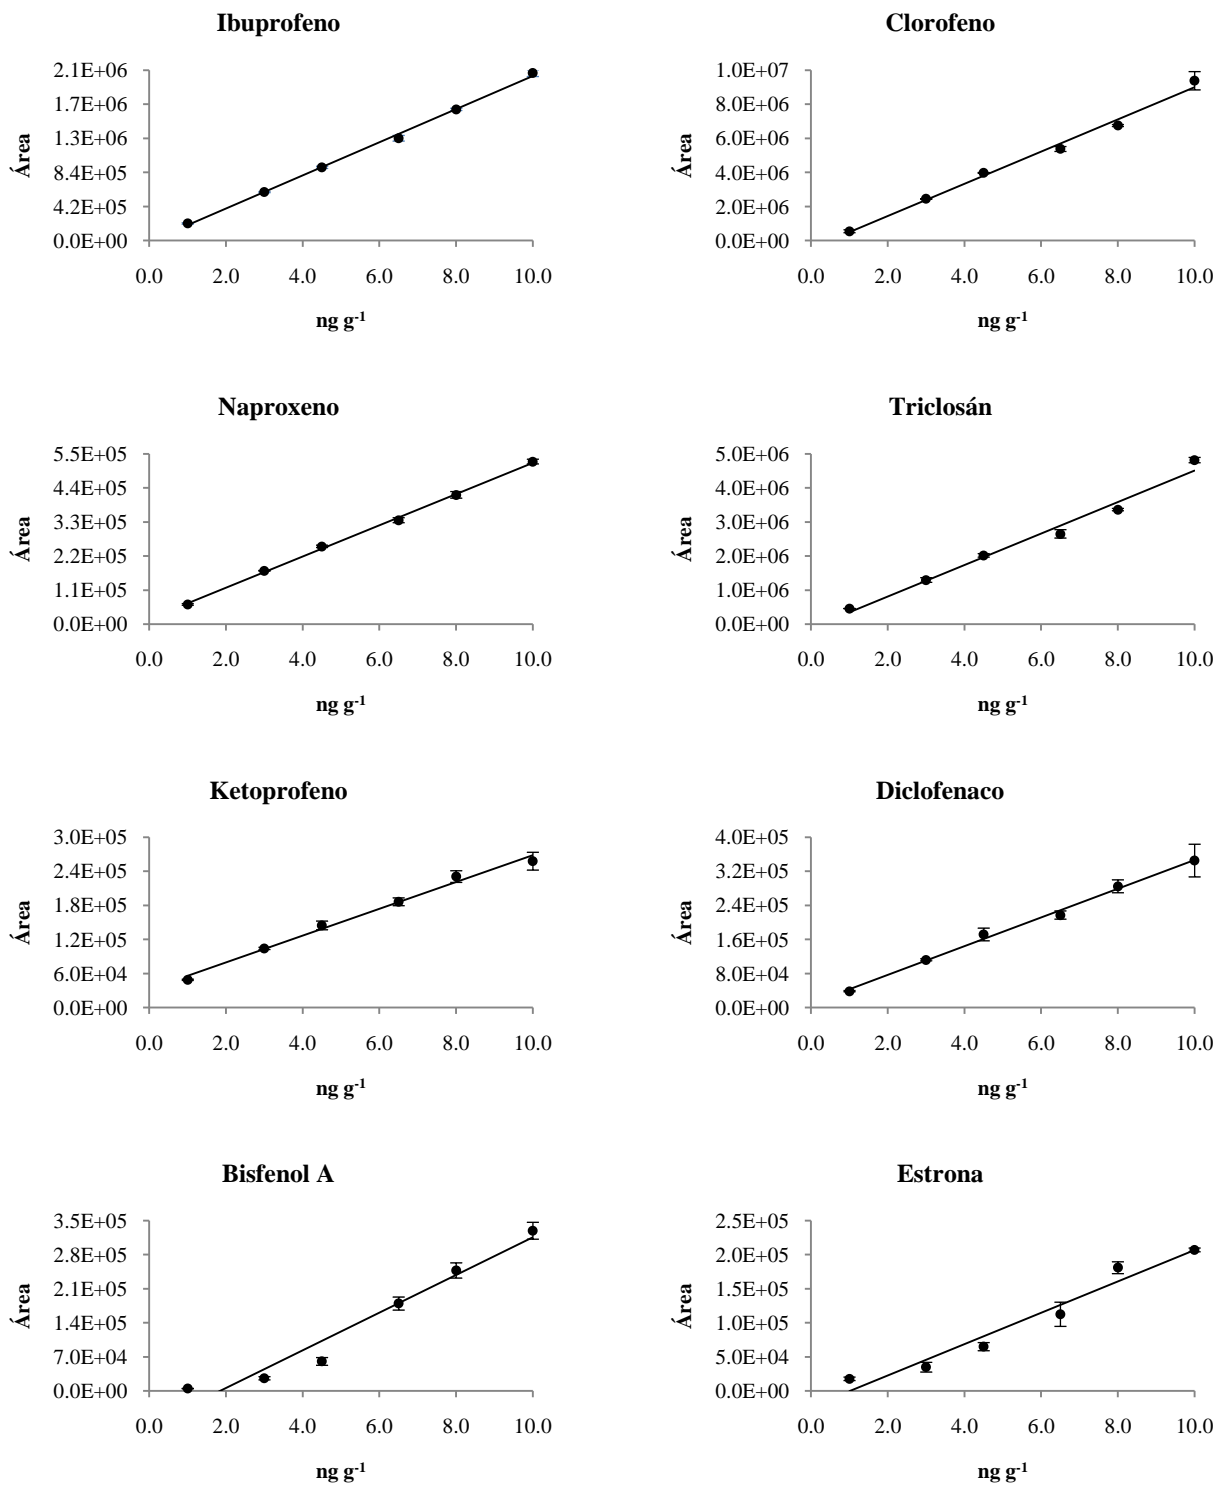 Ibuprofeno
2.1E+06
1.7E+06
1.3E+06
8.4E+05
4.2E+05
0.0E+00
Área
0.0 2.0 4.0 6.0 8.0 10.0
ng g-1
Clorofeno
1.0E+07
8.0E+06
6.0E+06
4.0E+06
2.0E+06
0.0E+00
Área
0.0 2.0 4.0 6.0 8.0 10.0
ng g-1
Naproxeno
5.5E+05
4.4E+05
3.3E+05
2.2E+05
1.1E+05
0.0E+00
Área
0.0 2.0 4.0 6.0 8.0 10.0
ng g-1
Triclosán
5.0E+06
4.0E+06
3.0E+06
2.0E+06
1.0E+06
0.0E+00
Área
0.0 2.0 4.0 6.0 8.0 10.0
ng g-1
Ketoprofeno
3.0E+05
2.4E+05
1.8E+05
1.2E+05
6.0E+04
0.0E+00
Área
0.0 2.0 4.0 6.0 8.0 10.0
ng g-1
Diclofenaco
4.0E+05
3.2E+05
2.4E+05
1.6E+05
8.0E+04
0.0E+00
Área
0.0 2.0 4.0 6.0 8.0 10.0
ng g-1
Bisfenol A
3.5E+05
2.8E+05
2.1E+05
1.4E+05
7.0E+04
0.0E+00
Área
0.0 2.0 4.0 6.0 8.0 10.0
ng g-1
Estrona
2.5E+05
2.0E+05
1.5E+05
1.0E+05
5.0E+04
0.0E+00
Área
0.0 2.0 4.0 6.0 8.0 10.0
ng g-1